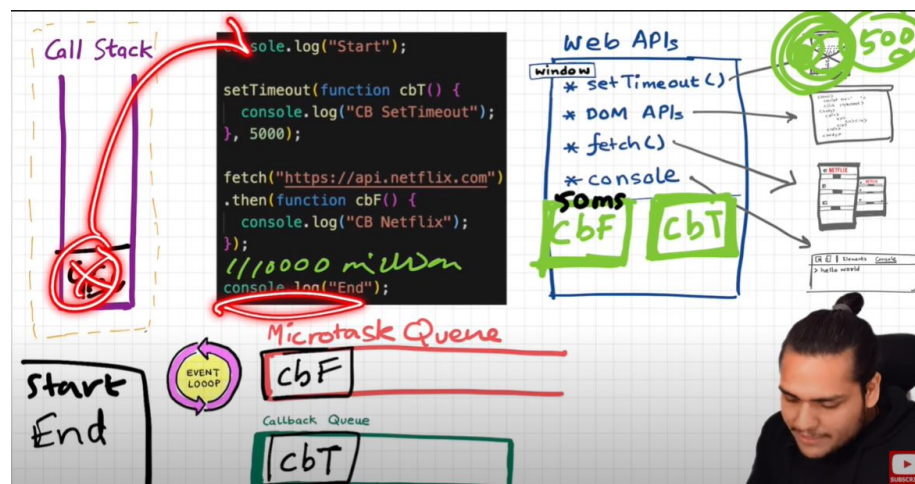 Call Stack
console.log("Start");
setTimeout(function cbT() {
console.log("CB SetTimeout");
}, 5000);
fetch("https://api.netflix.com")
.then(function cbF() {
console.log("CB Netflix");
});
10000 million
console.log("End");
Web APIs
window
* setTimeout()
* DOM APIs
* fetch()
* console
50ms
cbF
cbT
500
NETFLIX
Elements Console
> hello world
Microtask Queue
EVENT
LOOOP
cbF
Callback Queue
cbT
Start
End
SUBSCRIBE